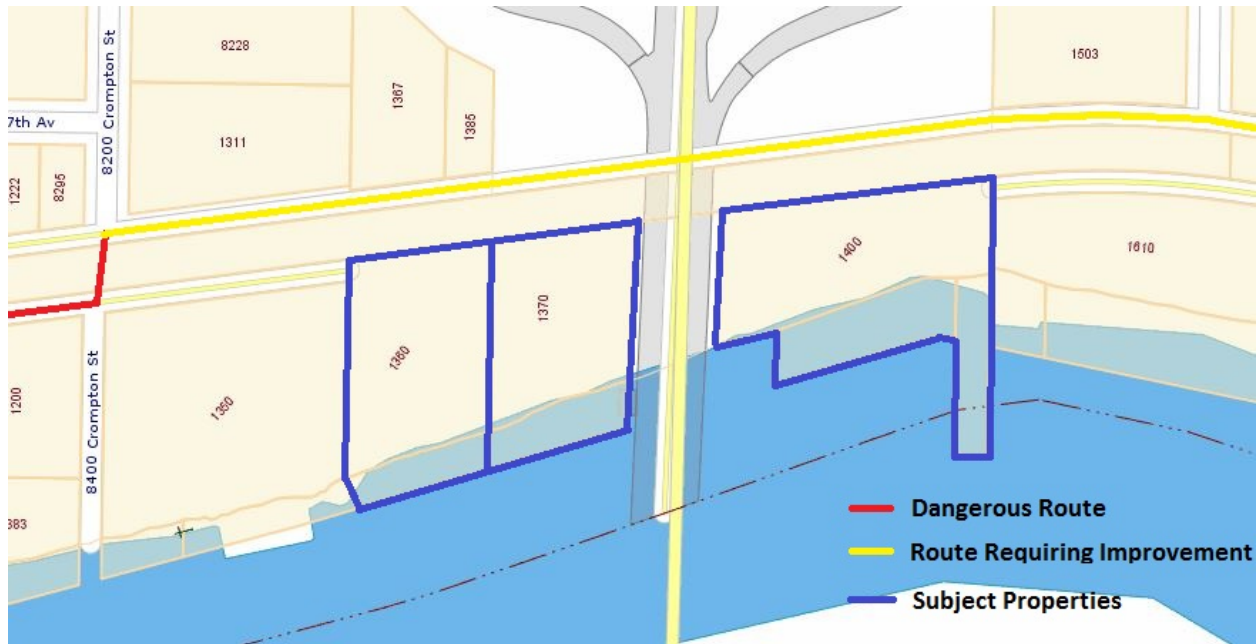 8228
1503
1367
8200 Crompton St
1385
7th Av
1311
1222
8295
1400
1610
1370
1360
1350
1200
8400 Crompton St
Dangerous Route
383
Route Requiring Improvement
Subject Properties